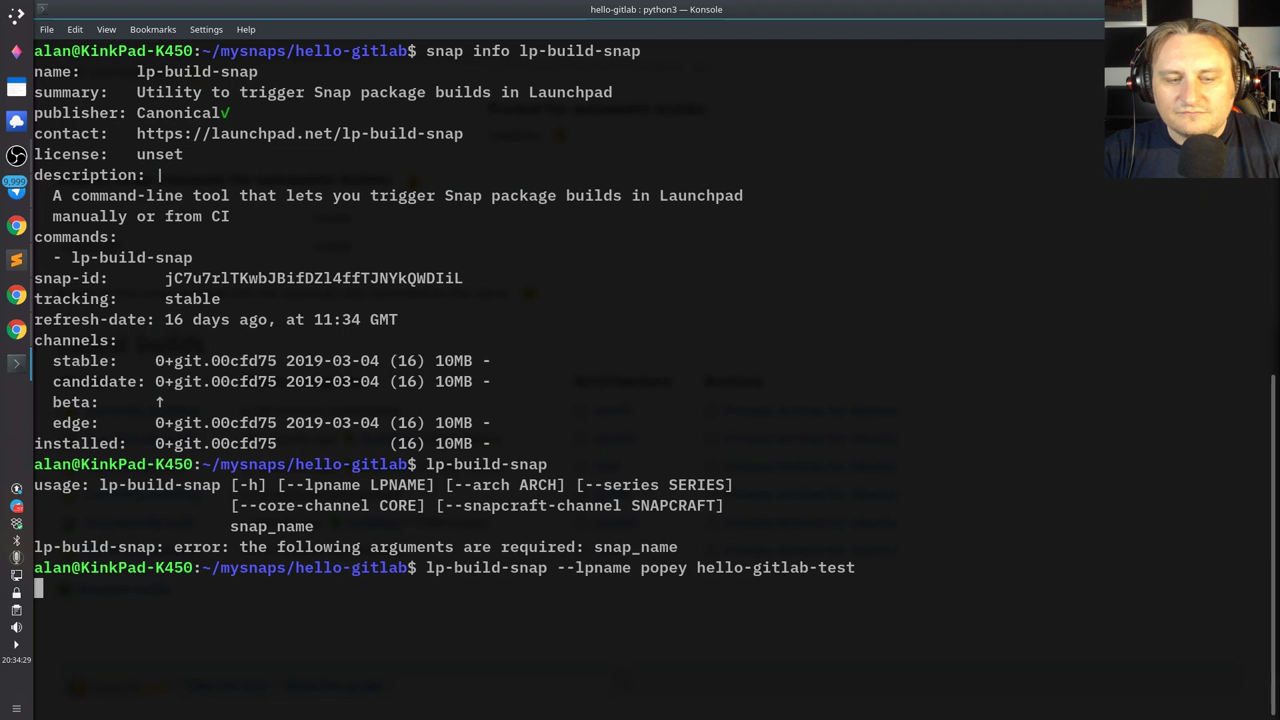 hello-gitlab : python3 — Konsole
File Edit View Bookmarks Settings Help
alan@KinkPad-K450:~/mysnaps/hello-gitlab$ snap info lp-build-snap
name:      lp-build-snap
summary:   Utility to trigger Snap package builds in Launchpad
publisher: Canonical✓
contact:   https://launchpad.net/lp-build-snap
license:   unset
description: |
  A command-line tool that lets you trigger Snap package builds in Launchpad
  manually or from CI
commands:
  - lp-build-snap
snap-id:      jC7u7rlTKwbJBifDZl4ffTJNYkQWDIiL
tracking:     stable
refresh-date: 16 days ago, at 11:34 GMT
channels:
  stable:    0+git.00cfd75 2019-03-04 (16) 10MB -
  candidate: 0+git.00cfd75 2019-03-04 (16) 10MB -
  beta:      ↑
  edge:      0+git.00cfd75 2019-03-04 (16) 10MB -
installed:   0+git.00cfd75            (16) 10MB -
alan@KinkPad-K450:~/mysnaps/hello-gitlab$ lp-build-snap
usage: lp-build-snap [-h] [--lpname LPNAME] [--arch ARCH] [--series SERIES]
                     [--core-channel CORE] [--snapcraft-channel SNAPCRAFT]
                     snap_name
lp-build-snap: error: the following arguments are required: snap_name
alan@KinkPad-K450:~/mysnaps/hello-gitlab$ lp-build-snap --lpname popey hello-gitlab-test
9,999
20:34:29